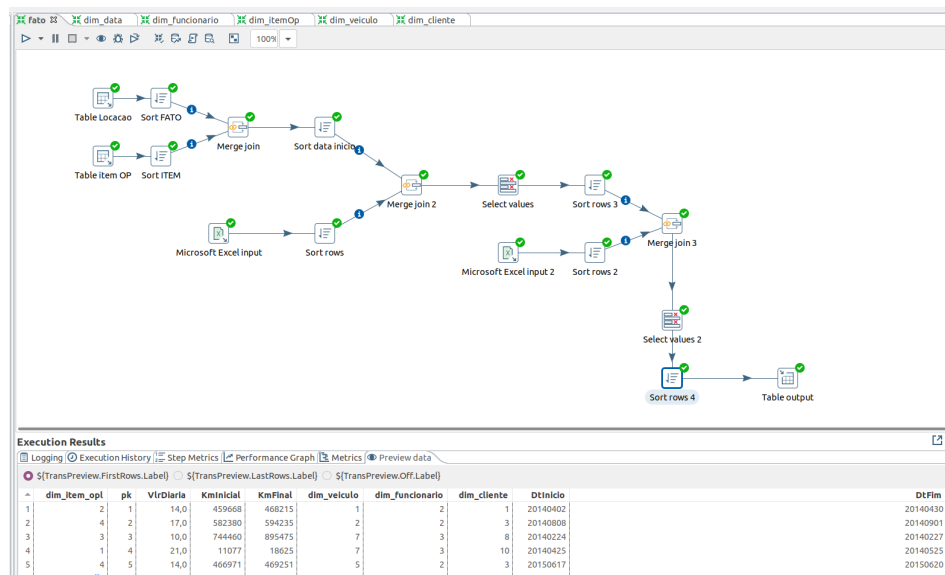 fato dim_data dim_funcionario dim_itemOp dim_veiculo dim_cliente
100%
Table Locacao Sort FATO
Merge join Sort data inicio
Table item OP Sort ITEM
Merge join 2 Select values Sort rows 3
Microsoft Excel input Sort rows
Merge join 3
Microsoft Excel input 2 Sort rows 2
Select values 2
Sort rows 4 Table output
Execution Results
Logging Execution History Step Metrics Performance Graph Metrics Preview data
${TransPreview.FirstRows.Label} ${TransPreview.LastRows.Label} ${TransPreview.Off.Label}
dim_item_opl pk VlrDiaria KmInicial KmFinal dim_veiculo dim_funcionario dim_cliente DtInicio DtFim
1 2 1 14,0 459668 468215 1 2 1 20140402 20140430
2 4 2 17,0 582380 594235 2 2 3 20140808 20140901
3 3 3 10,0 744460 895475 7 3 8 20140224 20140227
4 1 4 21,0 11077 18625 7 3 10 20140425 20140525
5 4 5 14,0 466971 469251 5 2 3 20150617 20150620